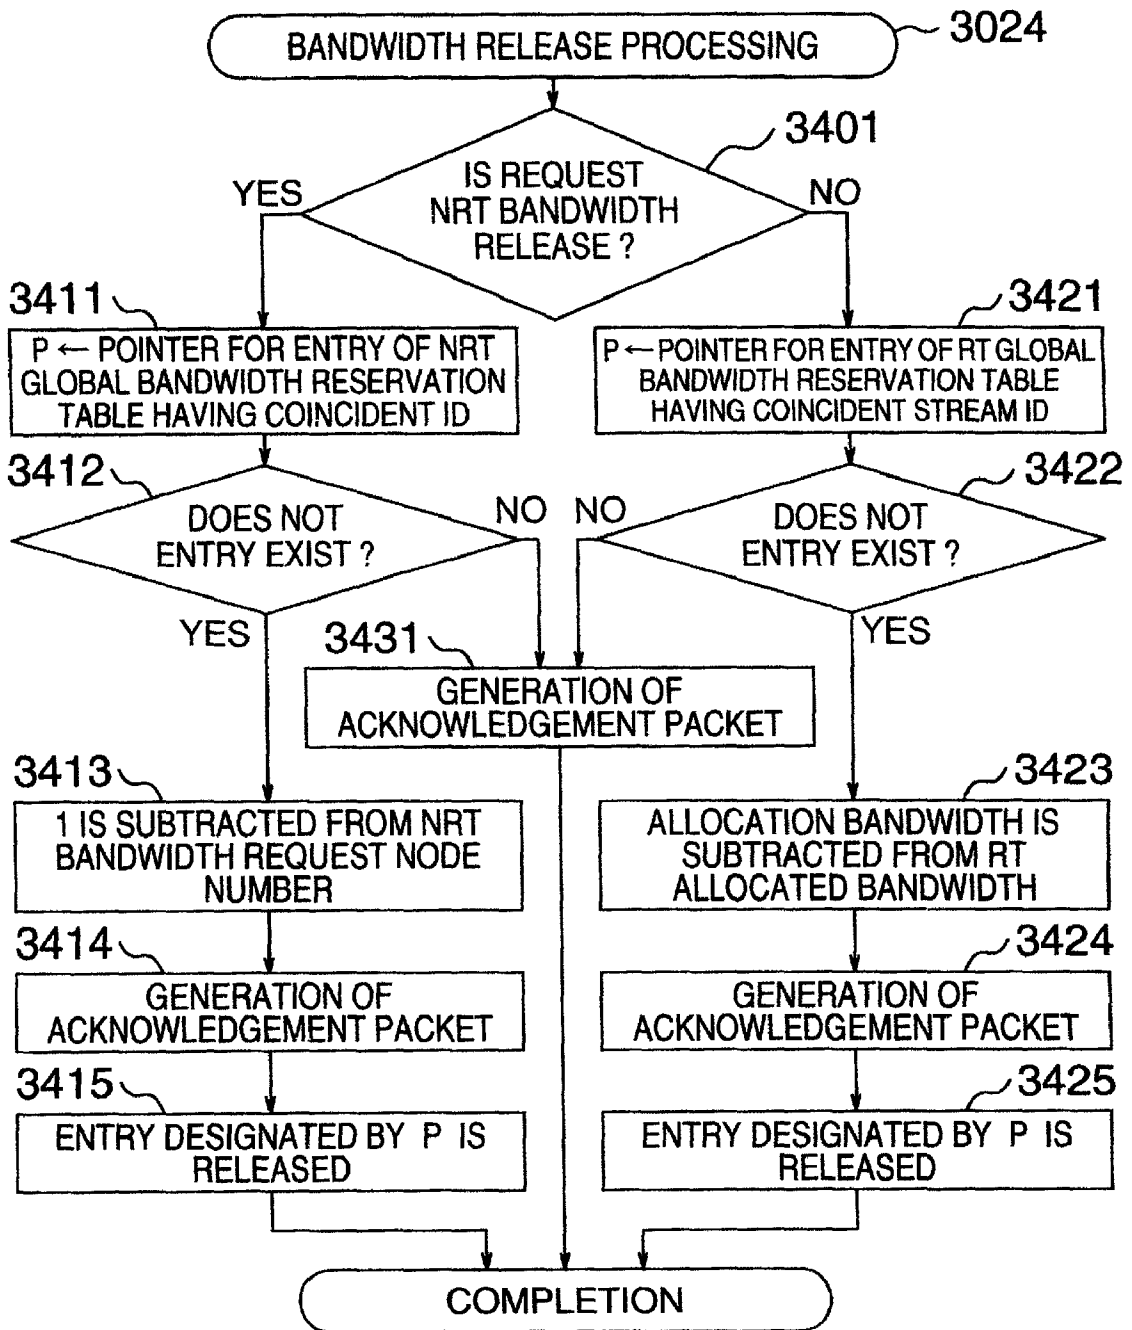 BANDWIDTH RELEASE PROCESSING
3024
3401
IS REQUEST
NRT BANDWIDTH
RELEASE ?
YES
NO
3411
P ← POINTER FOR ENTRY OF NRT
GLOBAL BANDWIDTH RESERVATION
TABLE HAVING COINCIDENT ID
3421
P ← POINTER FOR ENTRY OF RT GLOBAL
BANDWIDTH RESERVATION TABLE
HAVING COINCIDENT STREAM ID
3412
DOES NOT
ENTRY EXIST ?
NO
YES
3422
DOES NOT
ENTRY EXIST ?
NO
YES
3431
GENERATION OF
ACKNOWLEDGEMENT PACKET
3413
1 IS SUBTRACTED FROM NRT
BANDWIDTH REQUEST NODE
NUMBER
3423
ALLOCATION BANDWIDTH IS
SUBTRACTED FROM RT
ALLOCATED BANDWIDTH
3414
GENERATION OF
ACKNOWLEDGEMENT PACKET
3424
GENERATION OF
ACKNOWLEDGEMENT PACKET
3415
ENTRY DESIGNATED BY P IS
RELEASED
3425
ENTRY DESIGNATED BY P IS
RELEASED
COMPLETION